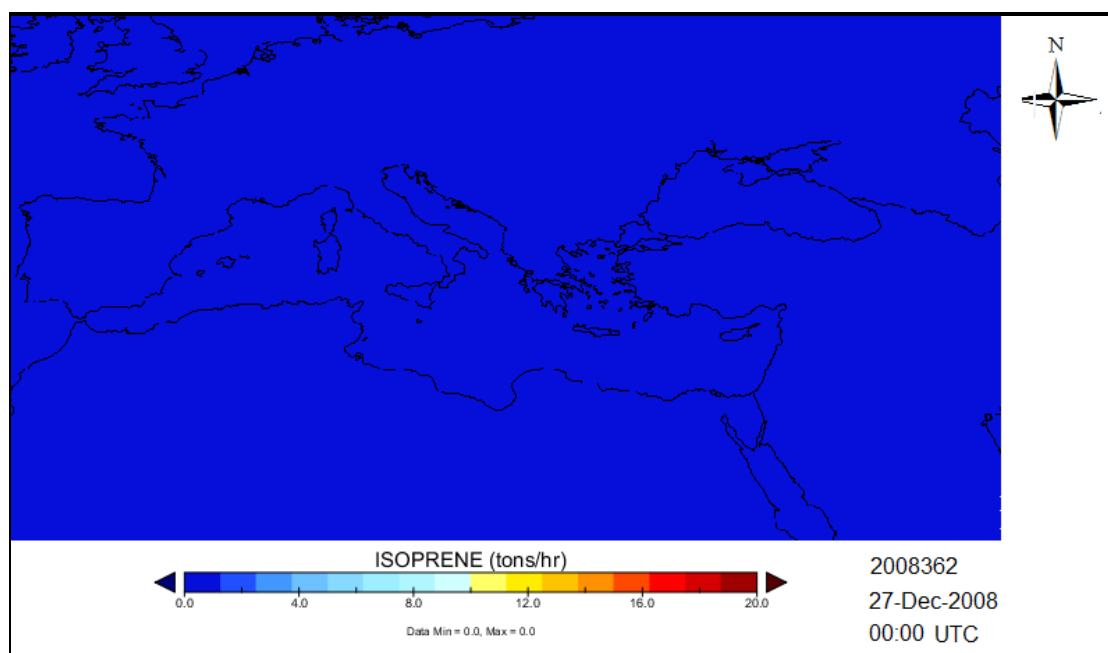 N
ISOPRENE (tons/hr)
0.0 4.0 8.0 12.0 16.0 20.0
Data Min = 0.0, Max = 0.0
2008362
27-Dec-2008
00:00 UTC